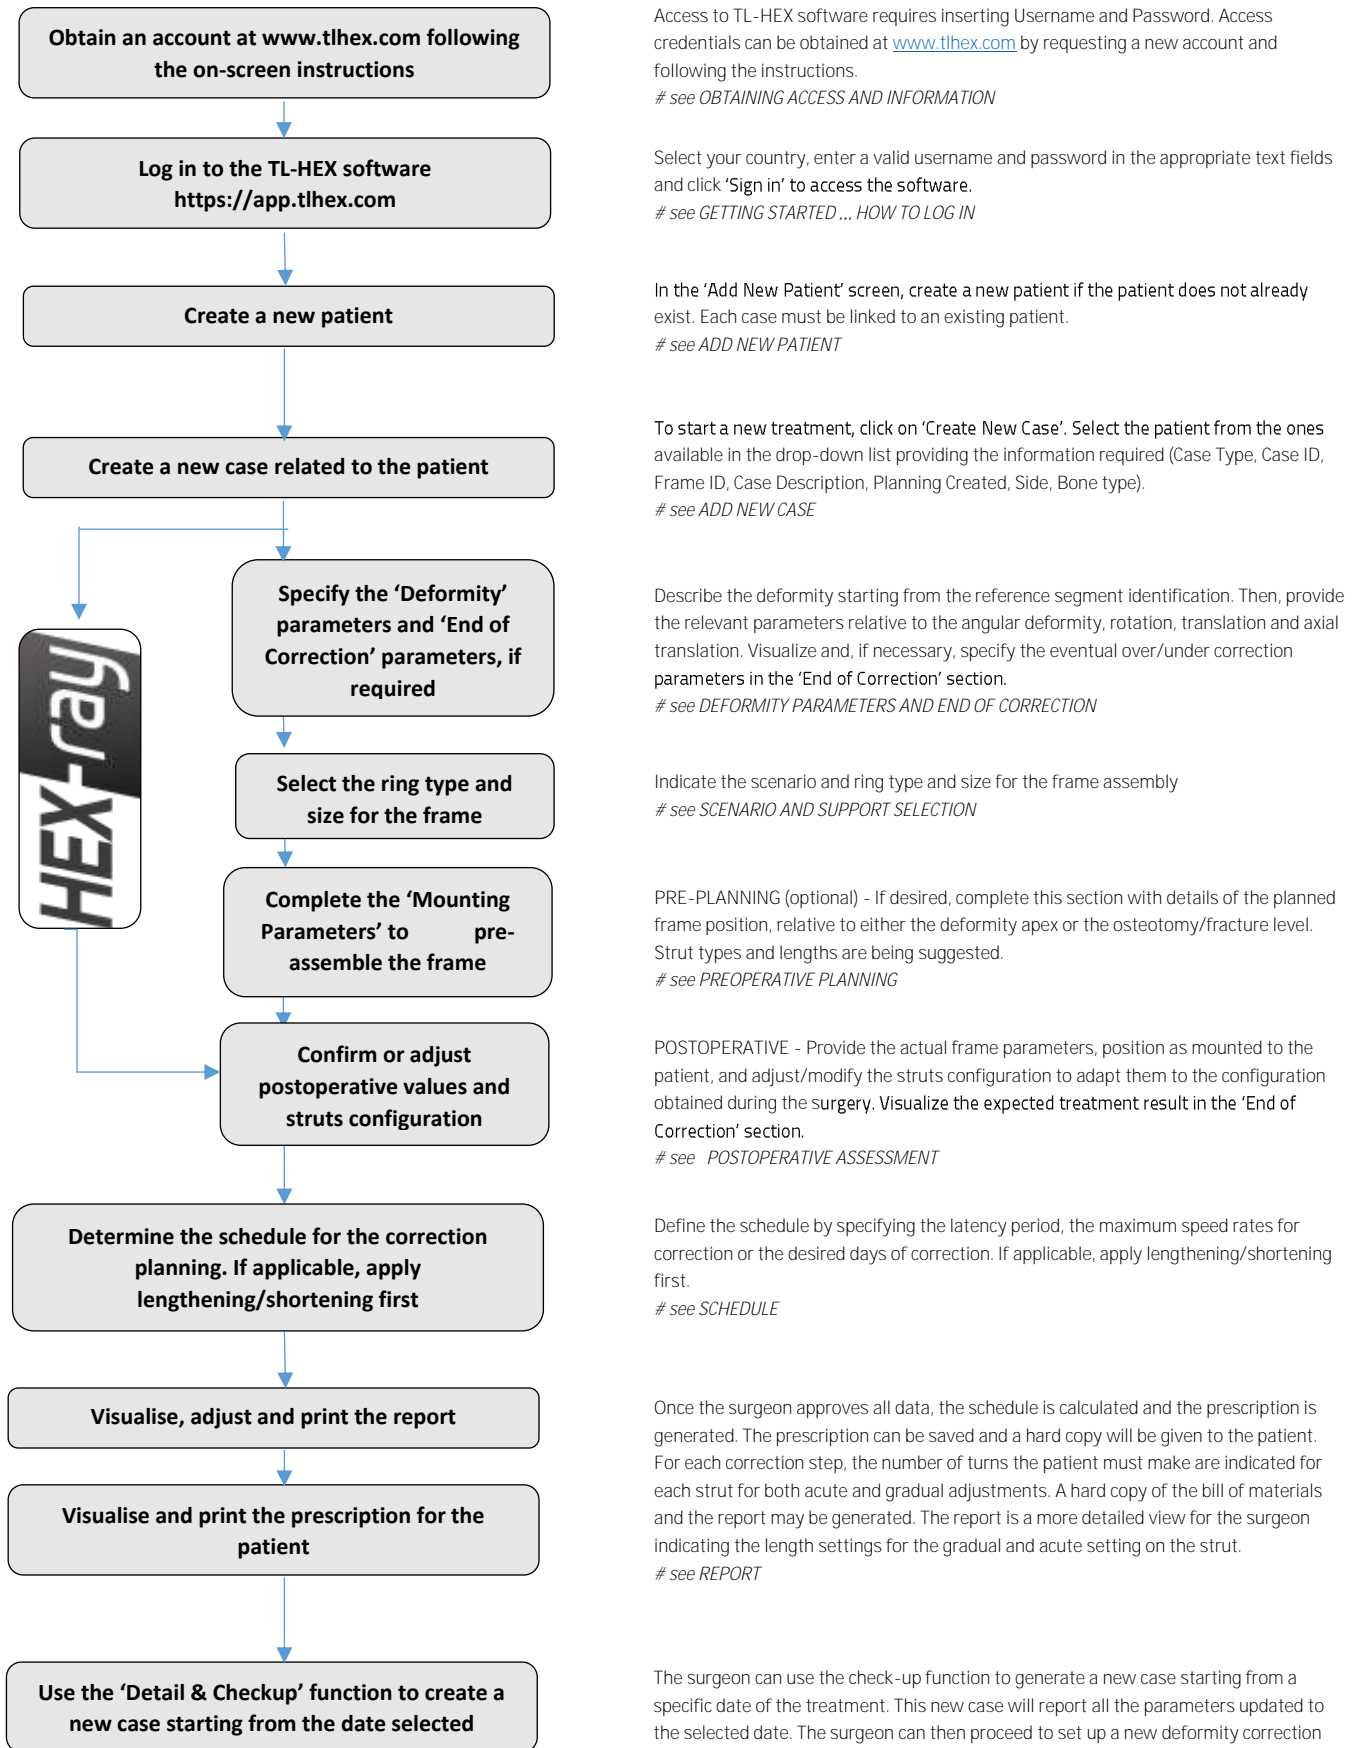 Obtain an account at www.tlhex.com following
the on-screen instructions
Access to TL-HEX software requires inserting Username and Password. Access
credentials can be obtained at www.tlhex.com by requesting a new account and
following the instructions.
# see OBTAINING ACCESS AND INFORMATION
Log in to the TL-HEX software
https://app.tlhex.com
Select your country, enter a valid username and password in the appropriate text fields
and click ‘Sign in’ to access the software.
# see GETTING STARTED ... HOW TO LOG IN
Create a new patient
In the ‘Add New Patient’ screen, create a new patient if the patient does not already
exist. Each case must be linked to an existing patient.
# see ADD NEW PATIENT
Create a new case related to the patient
To start a new treatment, click on ‘Create New Case’. Select the patient from the ones
available in the drop-down list providing the information required (Case Type, Case ID,
Frame ID, Case Description, Planning Created, Side, Bone type).
# see ADD NEW CASE
HEX-ray
Specify the ‘Deformity’
parameters and ‘End of
Correction’ parameters, if
required
Describe the deformity starting from the reference segment identification. Then, provide
the relevant parameters relative to the angular deformity, rotation, translation and axial
translation. Visualize and, if necessary, specify the eventual over/under correction
parameters in the ‘End of Correction’ section.
# see DEFORMITY PARAMETERS AND END OF CORRECTION
Select the ring type and
size for the frame
Indicate the scenario and ring type and size for the frame assembly
# see SCENARIO AND SUPPORT SELECTION
Complete the ‘Mounting
Parameters’ to pre-
assemble the frame
PRE-PLANNING (optional) - If desired, complete this section with details of the planned
frame position, relative to either the deformity apex or the osteotomy/fracture level.
Strut types and lengths are being suggested.
# see PREOPERATIVE PLANNING
Confirm or adjust
postoperative values and
struts configuration
POSTOPERATIVE - Provide the actual frame parameters, position as mounted to the
patient, and adjust/modify the struts configuration to adapt them to the configuration
obtained during the surgery. Visualize the expected treatment result in the ‘End of
Correction’ section.
# see POSTOPERATIVE ASSESSMENT
Determine the schedule for the correction
planning. If applicable, apply
lengthening/shortening first
Define the schedule by specifying the latency period, the maximum speed rates for
correction or the desired days of correction. If applicable, apply lengthening/shortening
first.
# see SCHEDULE
Visualise, adjust and print the report
Visualise and print the prescription for the
patient
Once the surgeon approves all data, the schedule is calculated and the prescription is
generated. The prescription can be saved and a hard copy will be given to the patient.
For each correction step, the number of turns the patient must make are indicated for
each strut for both acute and gradual adjustments. A hard copy of the bill of materials
and the report may be generated. The report is a more detailed view for the surgeon
indicating the length settings for the gradual and acute setting on the strut.
# see REPORT
Use the ‘Detail & Checkup’ function to create a
new case starting from the date selected
The surgeon can use the check-up function to generate a new case starting from a
specific date of the treatment. This new case will report all the parameters updated to
the selected date. The surgeon can then proceed to set up a new deformity correction